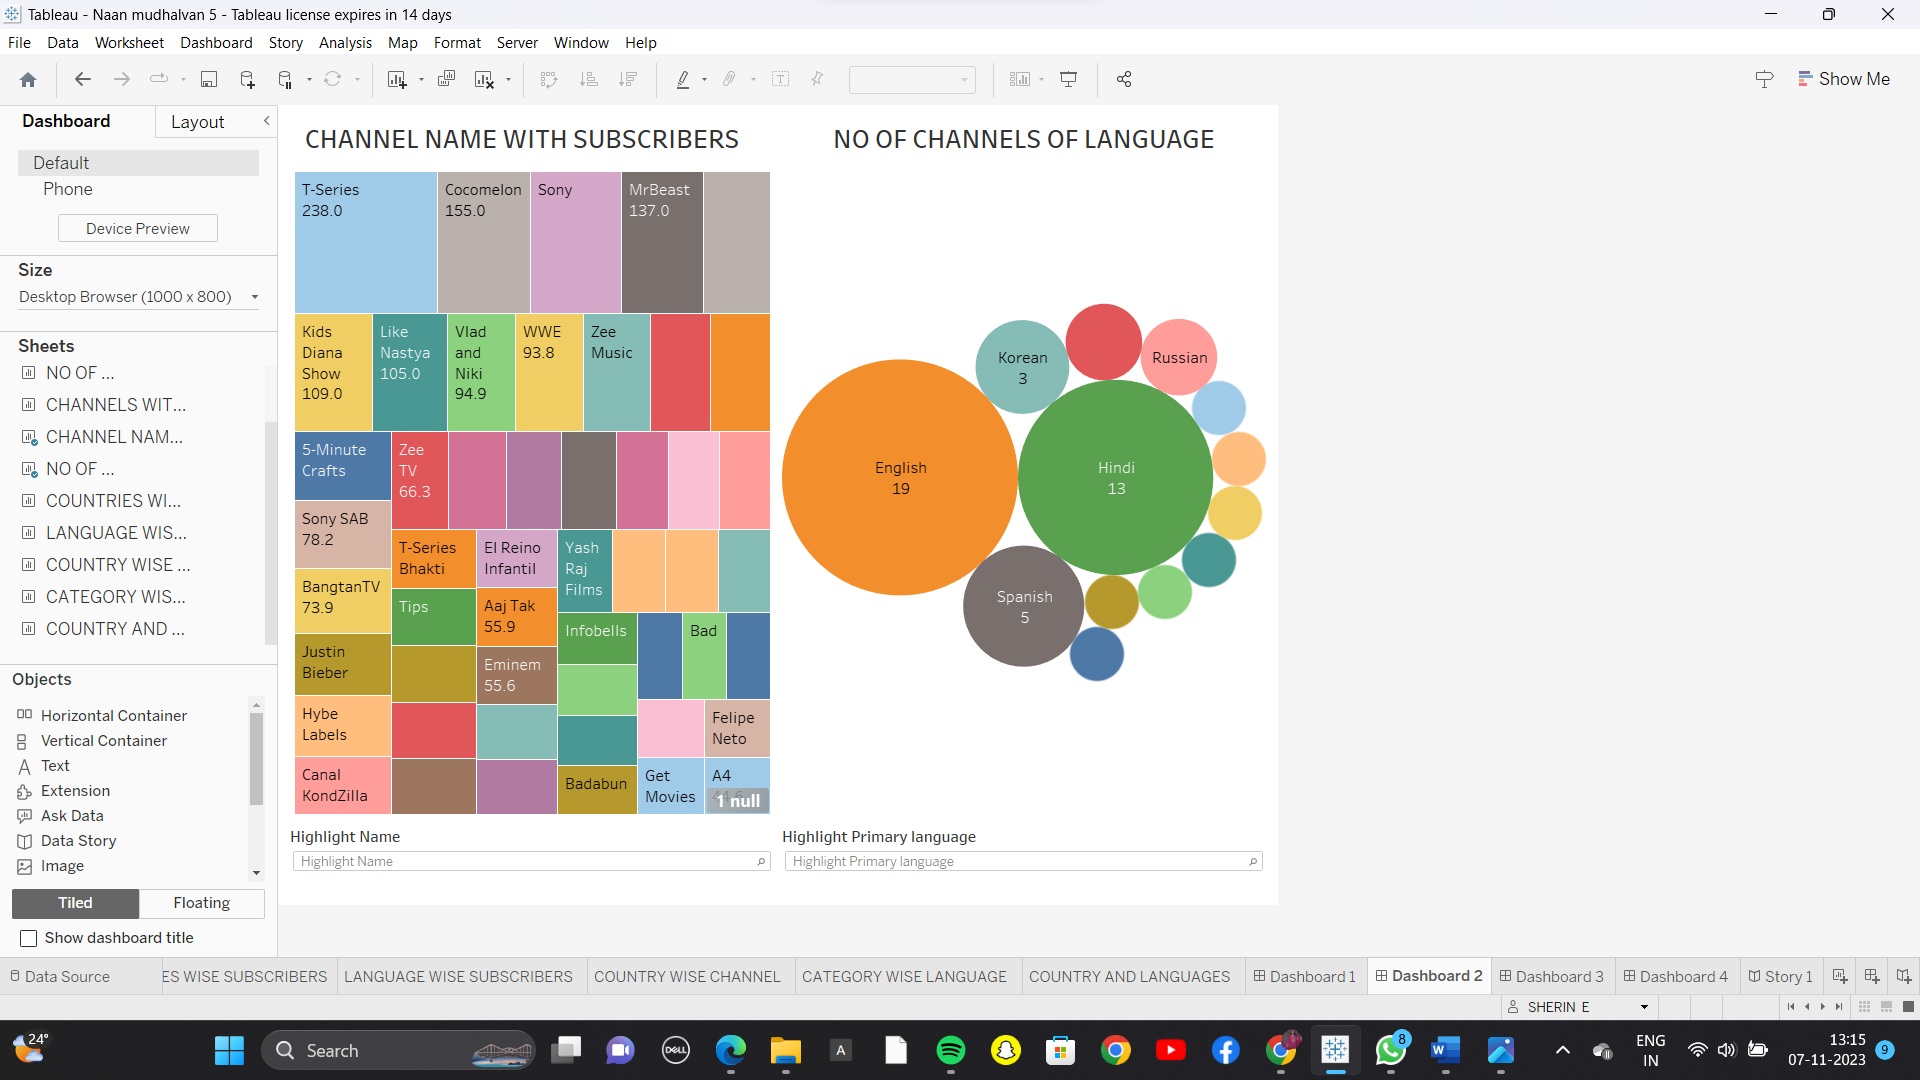 Tableau - Naan mudhalvan 5 - Tableau license expires in 14 days
File Data Worksheet Dashboard Story Analysis Map Format Server Window Help
Show Me
Dashboard
Layout
Default
Phone
Device Preview
Size
Desktop Browser (1000 x 800)
Sheets
NO OF ...
CHANNELS WIT...
CHANNEL NAM...
NO OF ...
COUNTRIES WI...
LANGUAGE WIS...
COUNTRY WISE ...
CATEGORY WIS...
COUNTRY AND ...
Objects
Horizontal Container
Vertical Container
Text
Extension
Ask Data
Data Story
Image
Tiled
Floating
Show dashboard title
CHANNEL NAME WITH SUBSCRIBERS
T-Series
238.0
Cocomelon
155.0
Sony
MrBeast
137.0
Kids
Diana
Show
109.0
Like
Nastya
105.0
Vlad
and
Niki
94.9
WWE
93.8
Zee
Music
5-Minute
Crafts
Zee
TV
66.3
Sony SAB
78.2
T-Series
Bhakti
El Reino
Infantil
Yash
Raj
Films
BangtanTV
73.9
Tips
Aaj Tak
55.9
Infobells
Bad
Justin
Bieber
Eminem
55.6
Hybe
Labels
Felipe
Neto
Canal
KondZilla
Badabun
Get
Movies
A4
1 null
Highlight Name
Highlight Name
NO OF CHANNELS OF LANGUAGE
Korean
3
Russian
English
19
Hindi
13
Spanish
5
Highlight Primary language
Highlight Primary language
Data Source
ES WISE SUBSCRIBERS
LANGUAGE WISE SUBSCRIBERS
COUNTRY WISE CHANNEL
CATEGORY WISE LANGUAGE
COUNTRY AND LANGUAGES
Dashboard 1
Dashboard 2
Dashboard 3
Dashboard 4
Story 1
SHERIN E
24°
Search
DELL
A
8
ENG
IN
13:15
07-11-2023
9